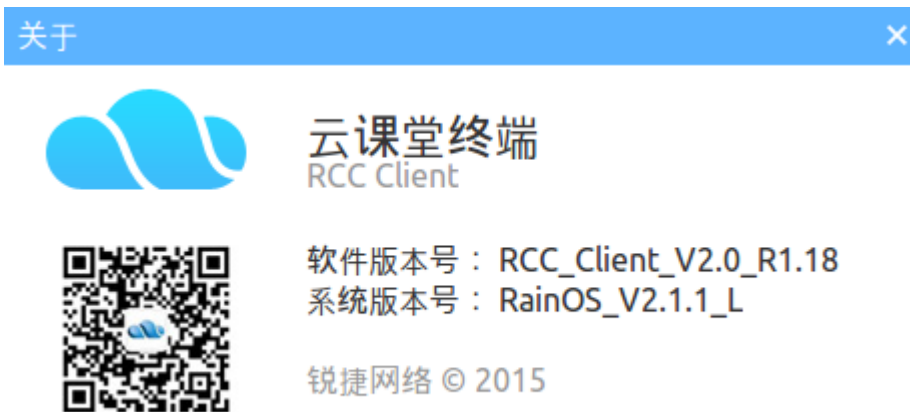 关于
云课堂终端
RCC Client
软件版本号： RCC_Client_V2.0_R1.18
系统版本号： RainOS_V2.1.1_L
锐捷网络 © 2015